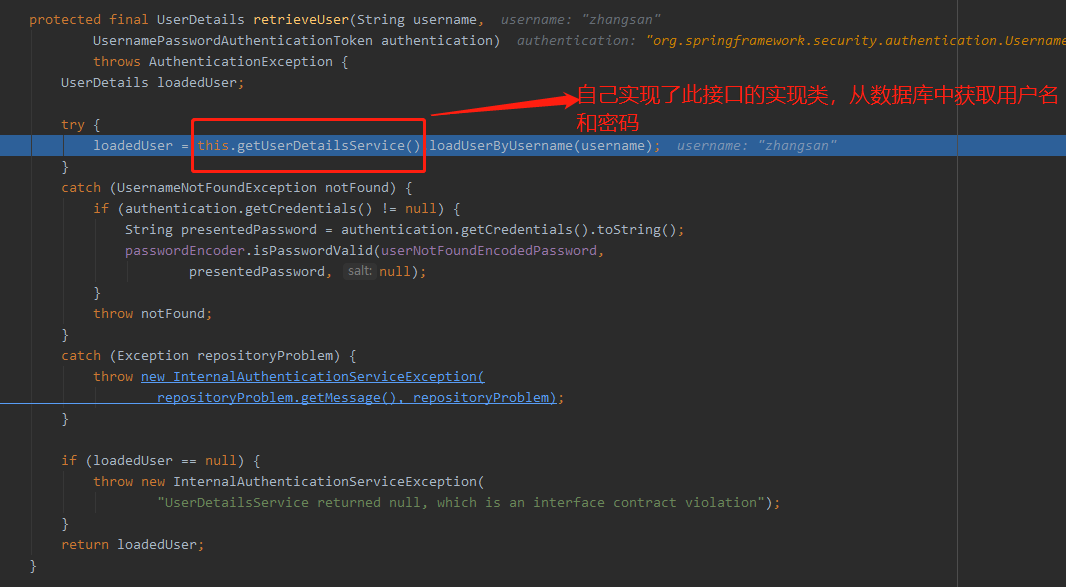 protected final UserDetails retrieveUser(String username, username: "zhangsan"
UsernamePasswordAuthenticationToken authentication) authentication: "org.springframework.security.authentication.Username
throws AuthenticationException {
UserDetails loadedUser;
自己实现了此接口的实现类，从数据库中获取用户名
和密码
try {
loadedUser = this.getUserDetailsService() loadUserByUsername(username); username: "zhangsan"
}
catch (UsernameNotFoundException notFound) {
if (authentication.getCredentials() != null) {
String presentedPassword = authentication.getCredentials().toString();
passwordEncoder.isPasswordValid(userNotFoundEncodedPassword,
presentedPassword, salt: null);
}
throw notFound;
}
catch (Exception repositoryProblem) {
throw new InternalAuthenticationServiceException(
repositoryProblem.getMessage(), repositoryProblem);
}
if (loadedUser == null) {
throw new InternalAuthenticationServiceException(
"UserDetailsService returned null, which is an interface contract violation");
}
return loadedUser;
}